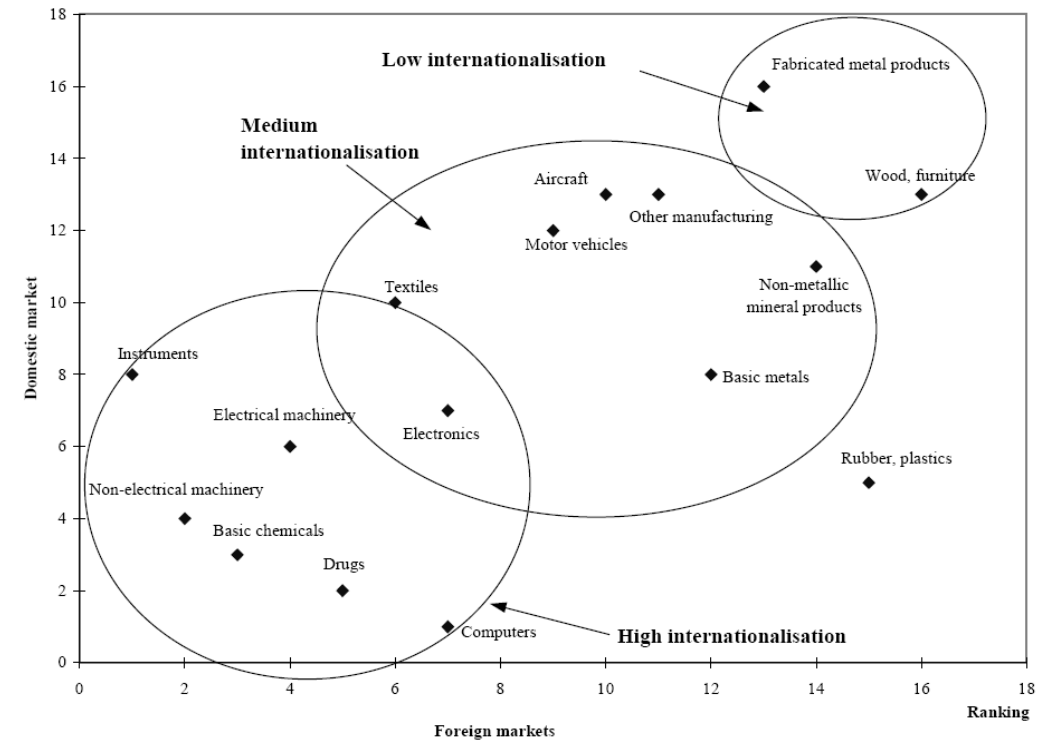 18
Low internationalisation
Fabricated metal products
16
Medium
internationalisation
14
Aircraft
Wood, furniture
Other manufacturing
12
Motor vehicles
Textiles
Non-metallic
mineral products
10
Domestic market
Instruments
8
Basic metals
Electrical machinery
Electronics
6
Rubber, plastics
Non-electrical machinery
4
Basic chemicals
Drugs
2
Computers
High internationalisation
0
0 2 4 6 8 10 12 14 16 18
Ranking
Foreign markets